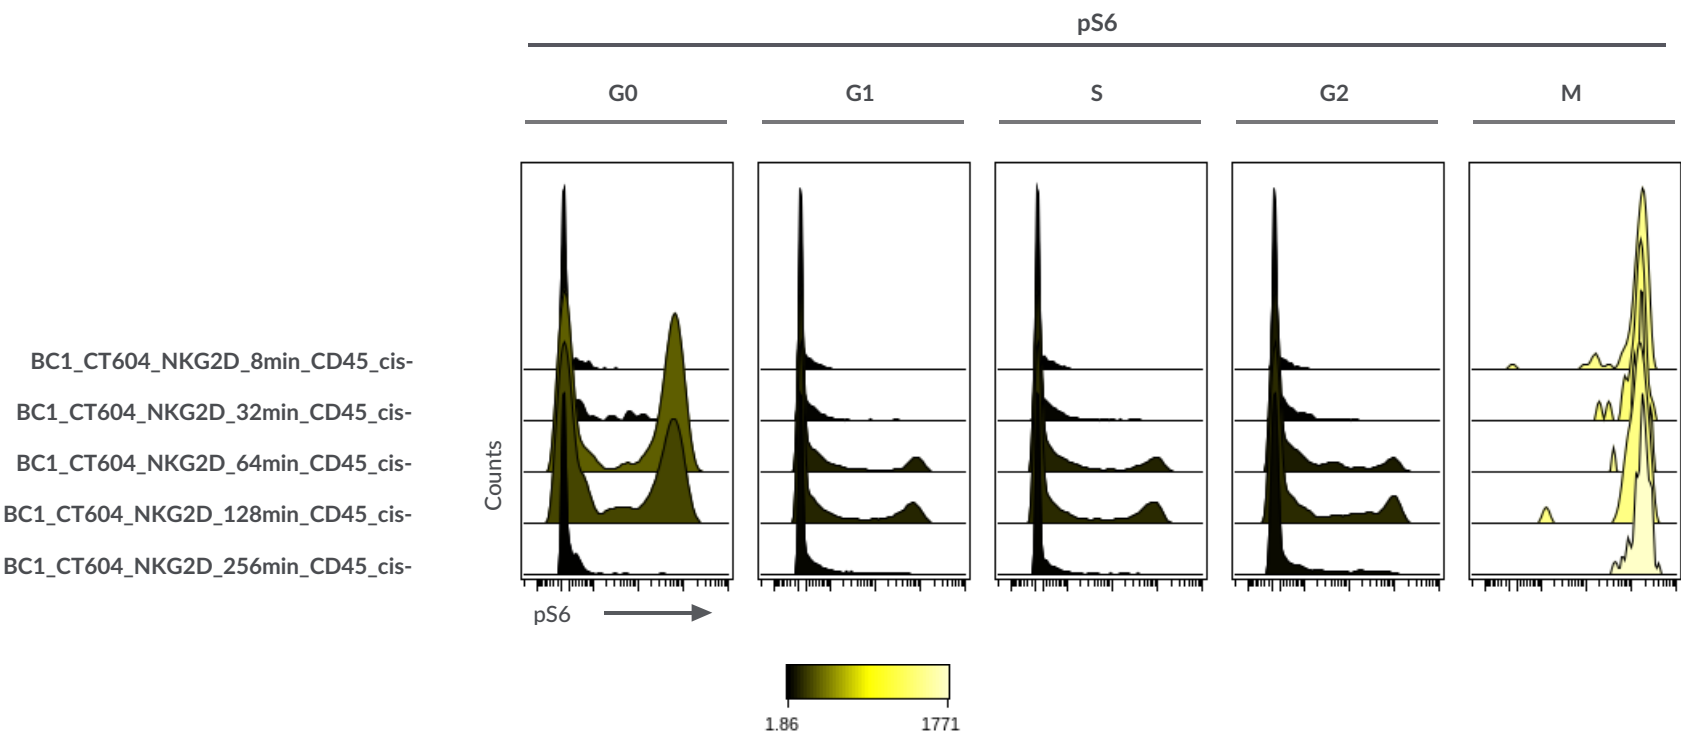 pS6
G0 G1 S G2 M
BC1_CT604_NKG2D_8min_CD45_cis-
BC1_CT604_NKG2D_32min_CD45_cis-
BC1_CT604_NKG2D_64min_CD45_cis-
BC1_CT604_NKG2D_128min_CD45_cis-
BC1_CT604_NKG2D_256min_CD45_cis-
Counts
pS6
1.86 1771